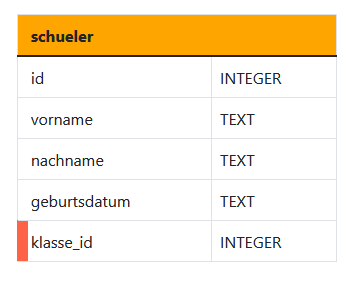 schueler
id INTEGER
vorname TEXT
nachname TEXT
geburtsdatum TEXT
klasse_id INTEGER